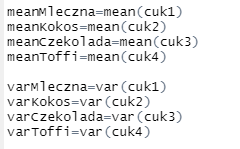 meanMleczna=mean(cuk1)
meanKokos=mean(cuk2)
meanCzekolada=mean(cuk3)
meanToffi=mean(cuk4)
varMleczna=var(cuk1)
varKokos=var(cuk2)
varCzekolada=var(cuk3)
varToffi=var(cuk4)